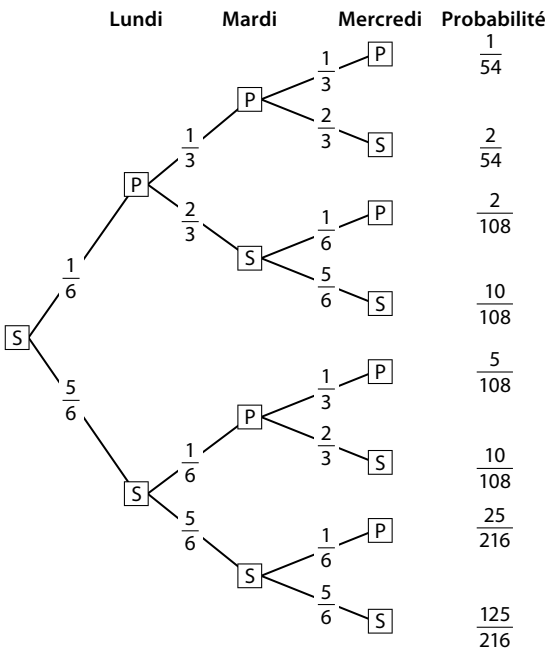 Lundi Mardi Mercredi Probabilité
1/3 P 1/54
P
1/3 2/3 S 2/54
P
2/3 1/6 P 2/108
S
1/6 5/6 S 10/108
S
5/6 1/3 P 5/108
P
1/6 2/3 S 10/108
S
5/6 1/6 P 25/216
S
5/6 S 125/216